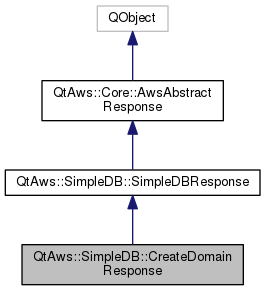 QObject
QtAws::Core::AwsAbstract
Response
QtAws::SimpleDB::SimpleDBResponse
QtAws::SimpleDB::CreateDomain
Response